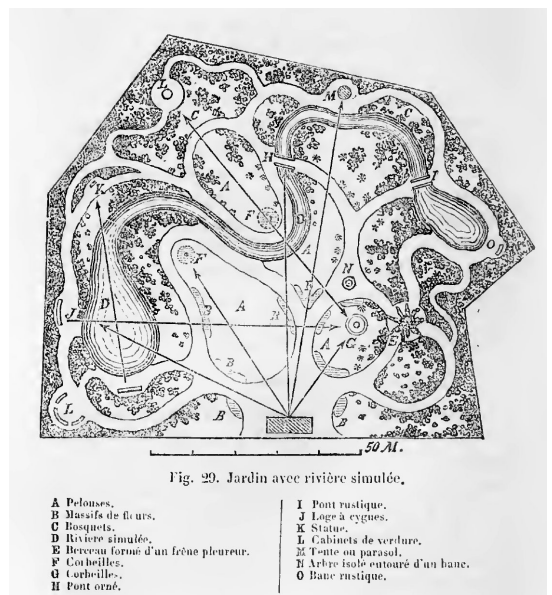 L
M
C
C
Y
K
A
H
I
F
D
A
O
F
N
J
D
B
A
B
F
A
G
E
B
L
B
B
50 M.
Fig. 29. Jardin avec rivière simulée.
A Pelouses.
B Massifs de fleurs.
C Bosquets.
D Rivière simulée.
E Berceau formé d'un frêne pleureur.
F Corbeilles.
G Corbeilles.
H Pont orné.
I Pont rustique.
J Loge à cygnes.
K Statue.
L Cabinets de verdure.
M Tente ou parasol.
N Arbre isolé entouré d'un banc.
O Banc rustique.